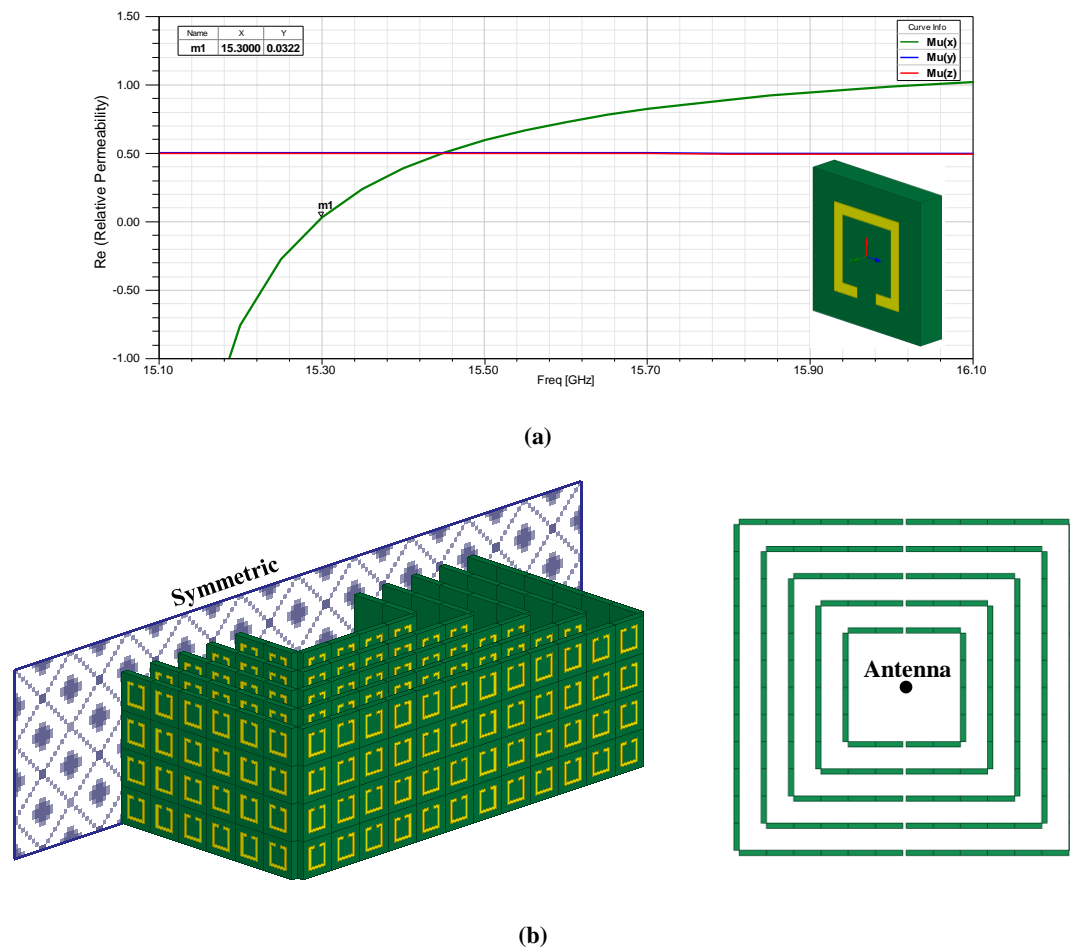 1.50
1.00
0.50
0.00
-0.50
-1.00
Re (Relative Permeability)
Name X Y
m1 15.3000 0.0322
Curve Info
Mu(x)
Mu(y)
Mu(z)
m1
15.10 15.30 15.50 15.70 15.90 16.10
Freq [GHz]
(a)
Symmetric
Antenna
(b)